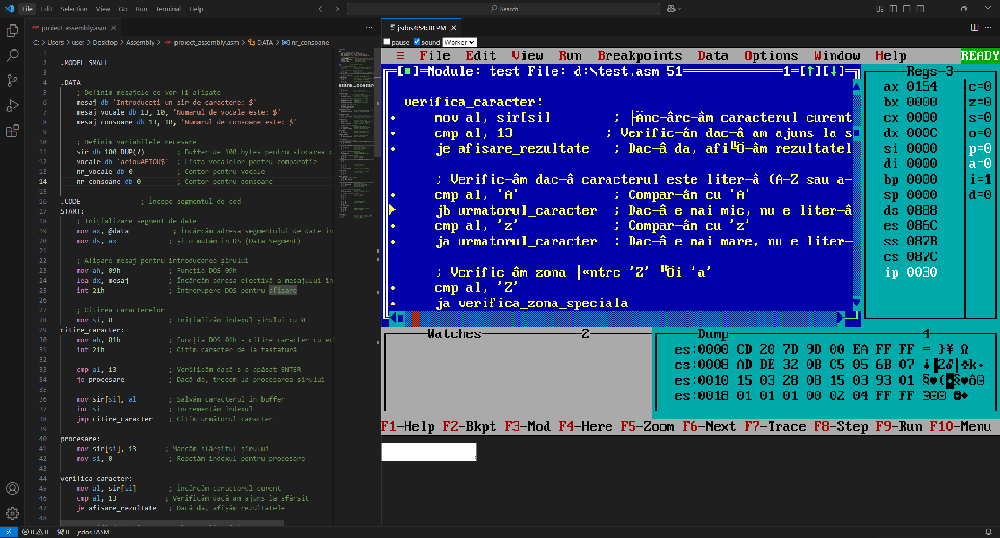 File Edit Selection View Go Run Terminal Help
Search
proiect_assembly.asm
C: > Users > user > Desktop > Assembly > proiect_assembly.asm > DATA > nr_consoane
1
2 .MODEL SMALL
3
4 .DATA
5 ; Definim mesajele ce vor fi afișate
6 mesaj db 'Introduceti un sir de caractere: $'
7 mesaj_vocale db 13, 10, 'Numarul de vocale este: $'
8 mesaj_consoane db 13, 10, 'Numarul de consoane este: $'
9
10 ; Definim variabilele necesare
11 sir db 100 DUP(?) ; Buffer de 100 bytes pentru stocarea
12 vocale db 'aeiouAEIOU$' ; Lista vocalelor pentru comparație
13 nr_vocale db 0 ; Contor pentru vocale
14 nr_consoane db 0 ; Contor pentru consoane
15
16 .CODE ; Începe segmentul de cod
17 START:
18 ; Inițializare segment de date
19 mov ax, @data ; Încărcăm adresa segmentului de date în
20 mov ds, ax ; și o mutăm în DS (Data Segment)
21
22 ; Afișare mesaj pentru introducerea șirului
23 mov ah, 09h ; Funcția DOS 09h
24 lea dx, mesaj ; Încărcăm adresa efectivă a mesajului în
25 int 21h ; Întrerupere DOS pentru afișare
26
27 ; Citirea caracterelor
28 mov si, 0 ; Inițializăm indexul șirului cu 0
29 citire_caracter:
30 mov ah, 01h ; Funcția DOS 01h - citire caracter cu
31 int 21h ; Citim caracter de la tastatură
32
33 cmp al, 13 ; Verificăm dacă s-a apăsat ENTER
34 je procesare ; Dacă da, trecem la procesarea șirului
35
36 mov sir[si], al ; Salvăm caracterul în buffer
37 inc si ; Incrementăm indexul
38 jmp citire_caracter ; Citim următorul caracter
39
40 procesare:
41 mov sir[si], 13 ; Marcăm sfârșitul șirului
42 mov si, 0 ; Resetăm indexul pentru procesare
43
44 verifica_caracter:
45 mov al, sir[si] ; Încărcăm caracterul curent
46 cmp al, 13 ; Verificăm dacă am ajuns la sfârșit
47 je afisare_rezultate ; Dacă da, afișăm rezultatele
48
0 0 0 jsdos TASM
jsdos4:54:30 PM
pause sound Worker
≡ File Edit View Run Breakpoints Data Options Window Help READY
[■]=Module: test File: d:\test.asm 51 1=[↑][↓]
verifica_caracter:
mov al, sir[si] ; ├Änc─ârc─âm caracterul curent
cmp al, 13 ; Verific─âm dac─â am ajuns la s
je afisare_rezultate ; Dac─â da, afi╚Ö─âm rezultatel
; Verific─âm dac─â caracterul este liter─â (A-Z sau a-
cmp al, 'A' ; Compar─âm cu 'A'
jb urmatorul_caracter ; Dac─â e mai mic, nu e liter─â
cmp al, 'z' ; Compar─âm cu 'z'
ja urmatorul_caracter ; Dac─â e mai mare, nu e liter─
; Verific─âm zona ├«ntre 'Z' ╚Öi 'a'
cmp al, 'Z'
ja verifica_zona_speciala
Regs-3
ax 0154 c=0
bx 0000 z=0
cx 0000 s=0
dx 000C o=0
si 0000 p=0
di 0000 a=0
bp 0000 i=1
sp 0000 d=0
ds 0888
es 086C
ss 087B
cs 087C
ip 0030
Watches 2
Dump 4
es:0000 CD 20 7D 9D 00 EA FF FF = }¥ Ω
es:0008 AD DE 32 0B C5 05 6B 07 ¡▐2♂┼♣k•
es:0010 15 03 28 08 15 03 93 01 §♥(◘§♥ô☺
es:0018 01 01 01 00 02 04 FF FF ☺☺☺ ☻♦
F1-Help F2-Bkpt F3-Mod F4-Here F5-Zoom F6-Next F7-Trace F8-Step F9-Run F10-Menu